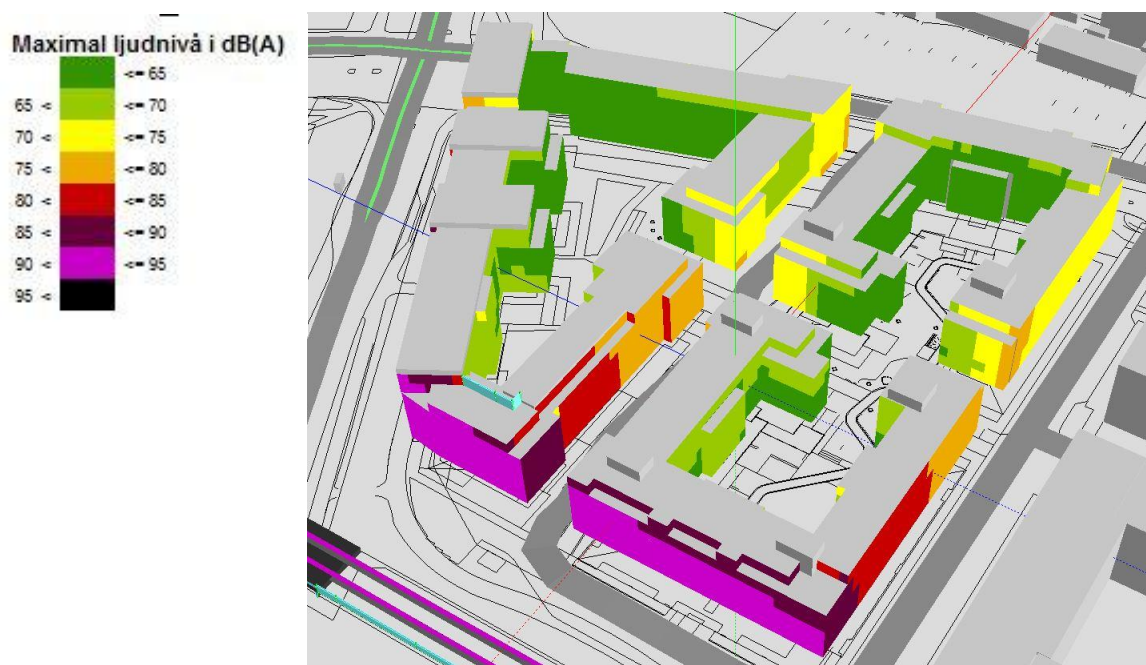 Maximal ljudnivå i dB(A)
<= 65
65 < <= 70
70 < <= 75
75 < <= 80
80 < <= 85
85 < <= 90
90 < <= 95
95 <